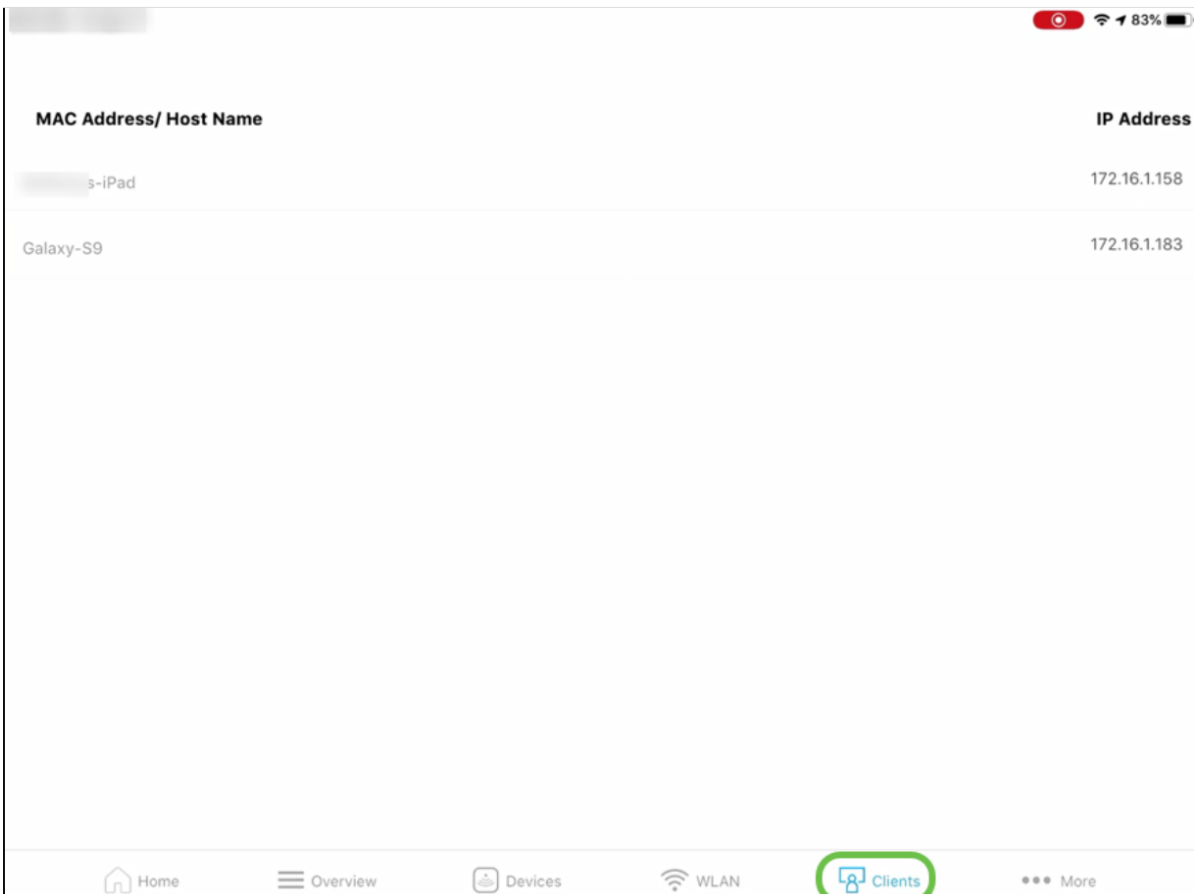 83%
MAC Address/ Host Name IP Address
s-iPad 172.16.1.158
Galaxy-S9 172.16.1.183
Home Overview Devices WLAN Clients More